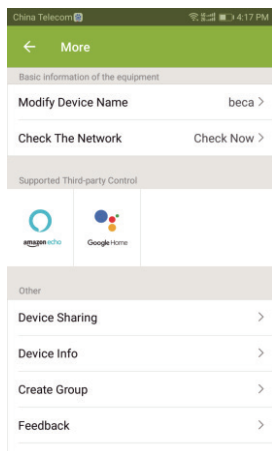 China Telecom 4:17 PM
← More
Basic information of the equipment
Modify Device Name beca >
Check The Network Check Now >
Supported Third-party Control
amazon echo Google Home
Other
Device Sharing >
Device Info >
Create Group >
Feedback >